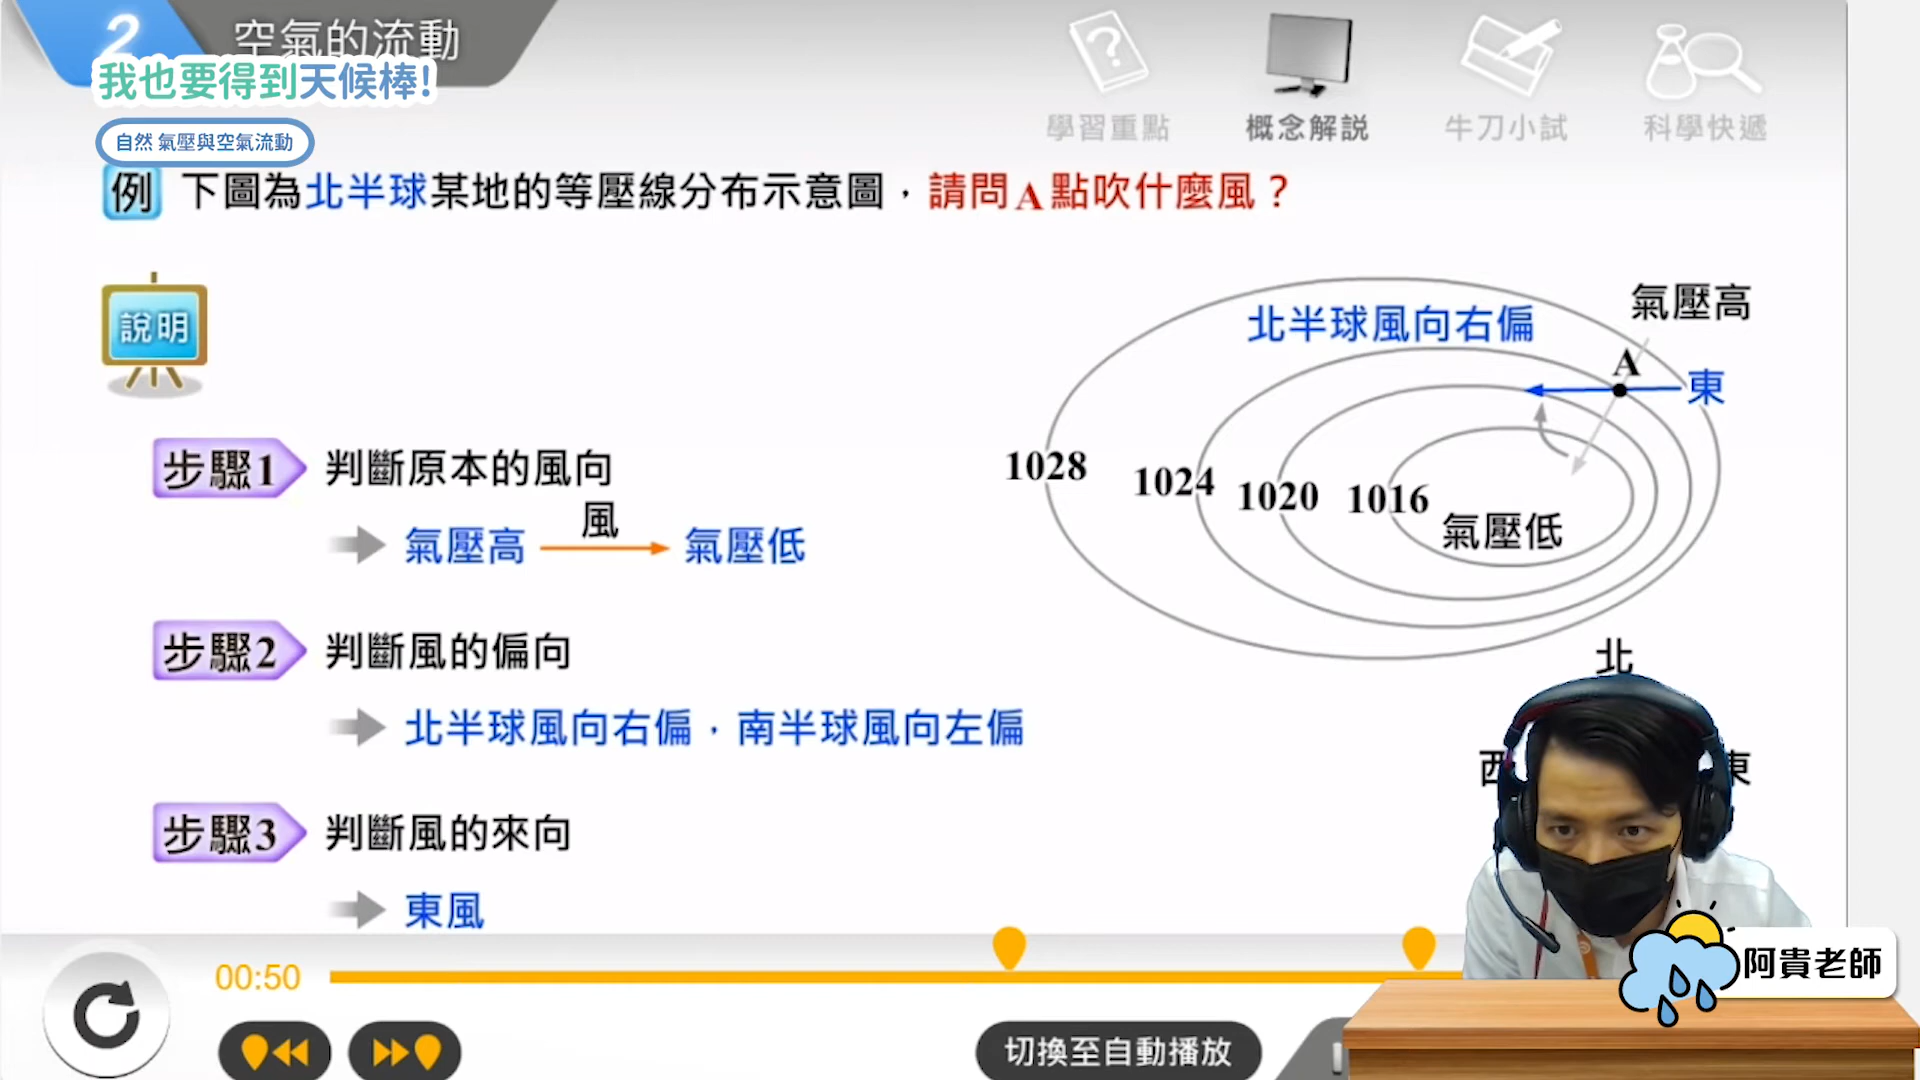 2 空氣的流動
我也要得到天候棒!
自然 氣壓與空氣流動
學習重點
概念解說
牛刀小試
科學快遞
例 下圖為北半球某地的等壓線分布示意圖，請問A點吹什麼風？
說明
步驟1 判斷原本的風向
氣壓高 風 氣壓低
步驟2 判斷風的偏向
北半球風向右偏，南半球風向左偏
步驟3 判斷風的來向
東風
北半球風向右偏
氣壓高
A
東
1028
1024
1020
1016
氣壓低
北
西
東
阿貴老師
00:50
切換至自動播放